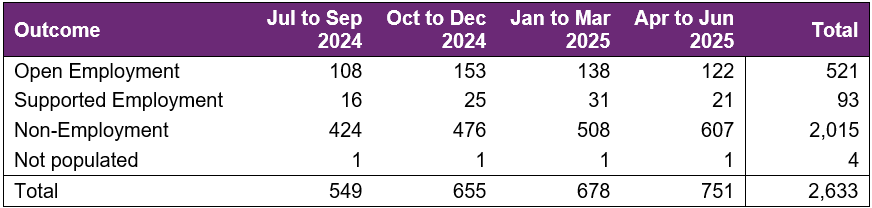 Outcome Jul to Sep 2024 Oct to Dec 2024 Jan to Mar 2025 Apr to Jun 2025 Total
Open Employment 108 153 138 122 521
Supported Employment 16 25 31 21 93
Non-Employment 424 476 508 607 2,015
Not populated 1 1 1 1 4
Total 549 655 678 751 2,633